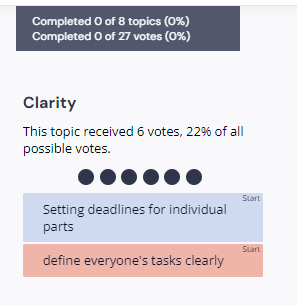 Completed 0 of 8 topics (0%)
Completed 0 of 27 votes (0%)
Clarity
This topic received 6 votes, 22% of all
possible votes.
Start
Setting deadlines for individual
parts
Start
define everyone's tasks clearly